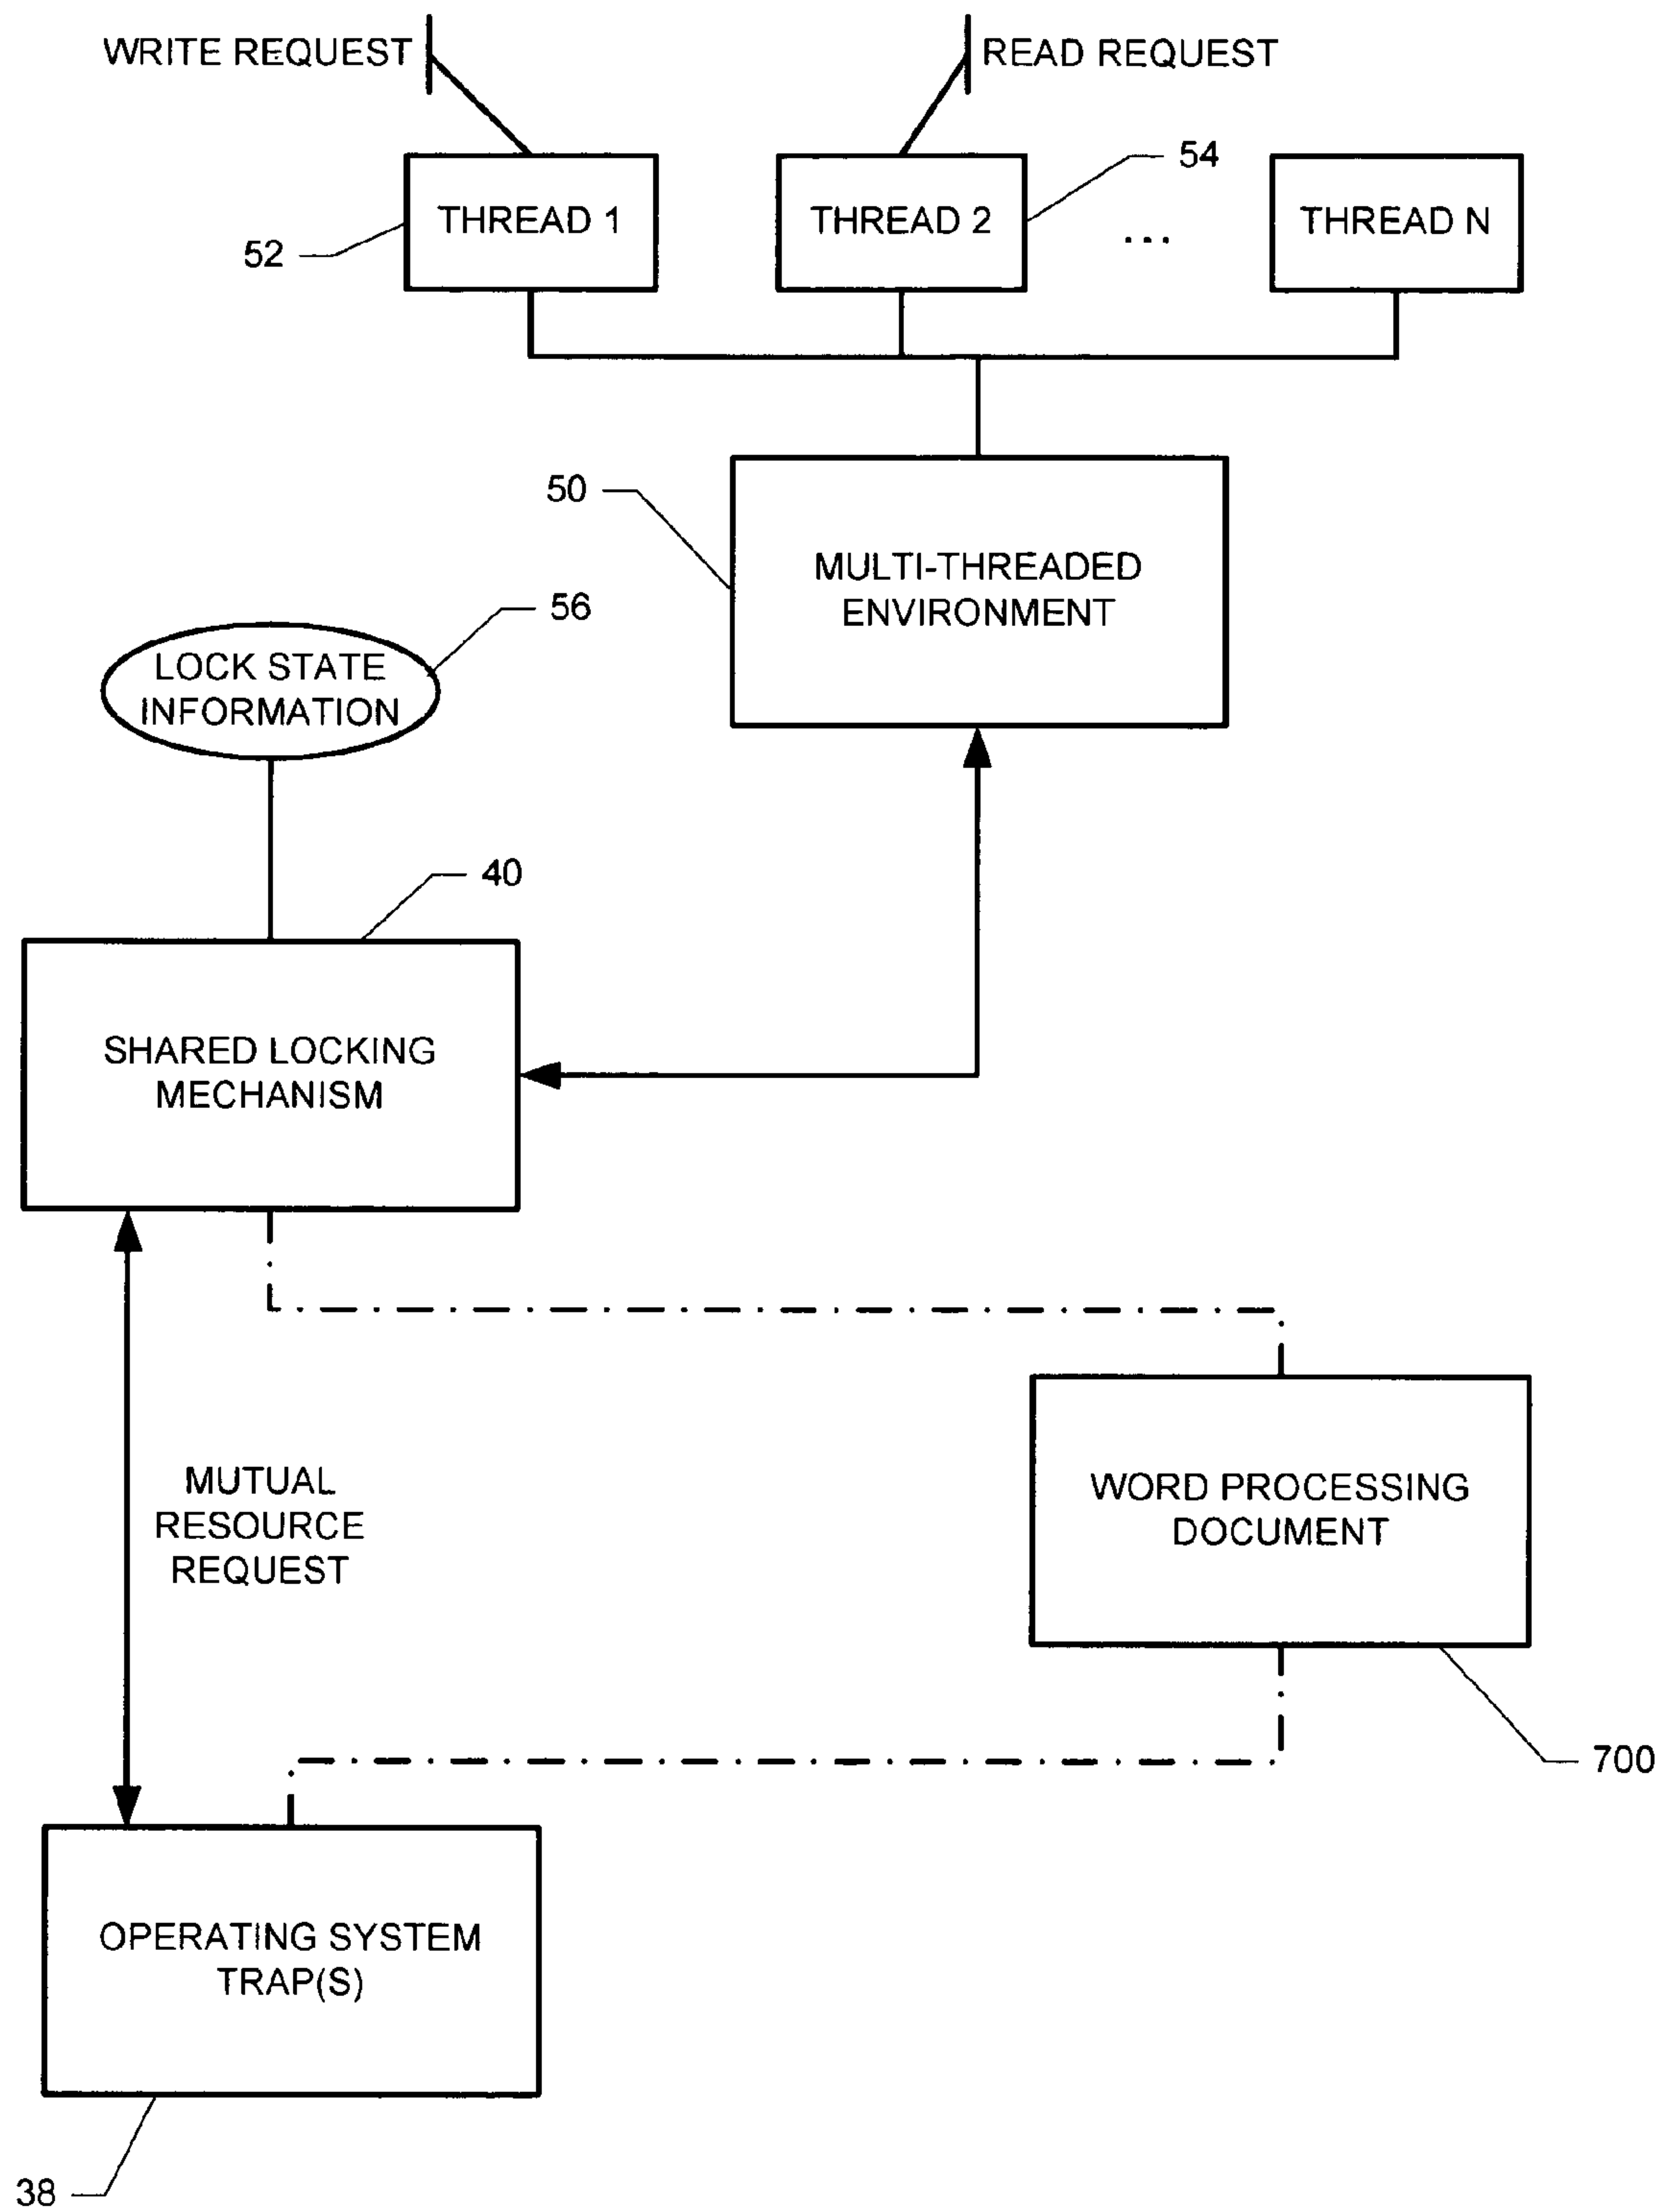 WRITE REQUEST
READ REQUEST
THREAD 1
THREAD 2
54
...
THREAD N
52
50
MULTI-THREADED
ENVIRONMENT
56
LOCK STATE
INFORMATION
40
SHARED LOCKING
MECHANISM
MUTUAL
RESOURCE
REQUEST
WORD PROCESSING
DOCUMENT
700
OPERATING SYSTEM
TRAP(S)
38